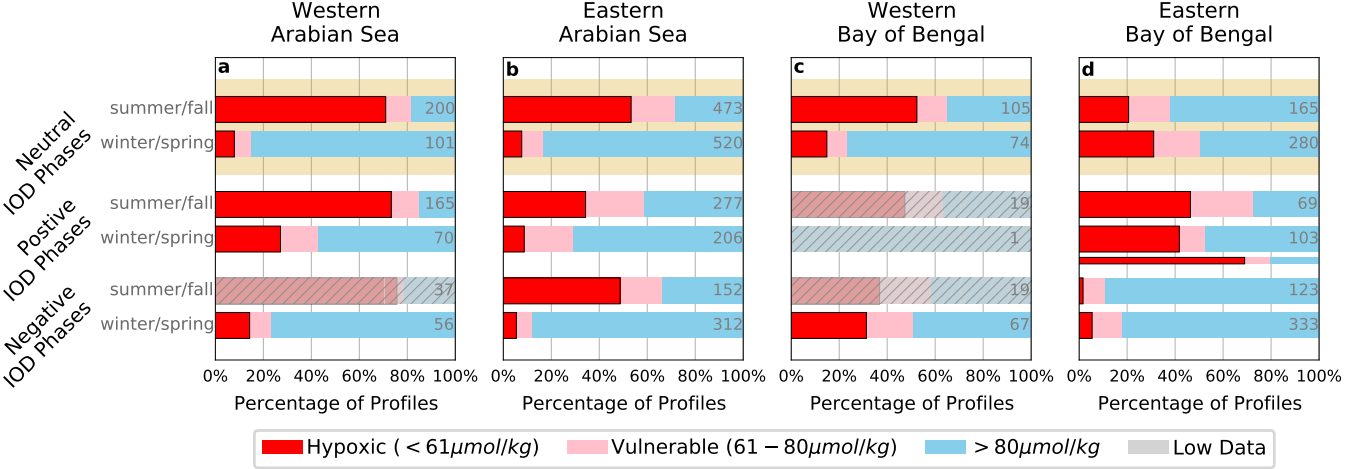 Western
Arabian Sea
Eastern
Arabian Sea
Western
Bay of Bengal
Eastern
Bay of Bengal
a
b
c
d
Neutral
IOD Phases
summer/fall
200
473
105
165
winter/spring
101
520
74
280
Postive
IOD Phases
summer/fall
165
277
19
69
winter/spring
70
206
1
103
Negative
IOD Phases
summer/fall
37
152
19
123
winter/spring
56
312
67
333
0% 20% 40% 60% 80% 100%
0% 20% 40% 60% 80% 100%
0% 20% 40% 60% 80% 100%
0% 20% 40% 60% 80% 100%
Percentage of Profiles
Percentage of Profiles
Percentage of Profiles
Percentage of Profiles
Hypoxic ( < 61μmol/kg)
Vulnerable (61 − 80μmol/kg)
> 80μmol/kg
Low Data